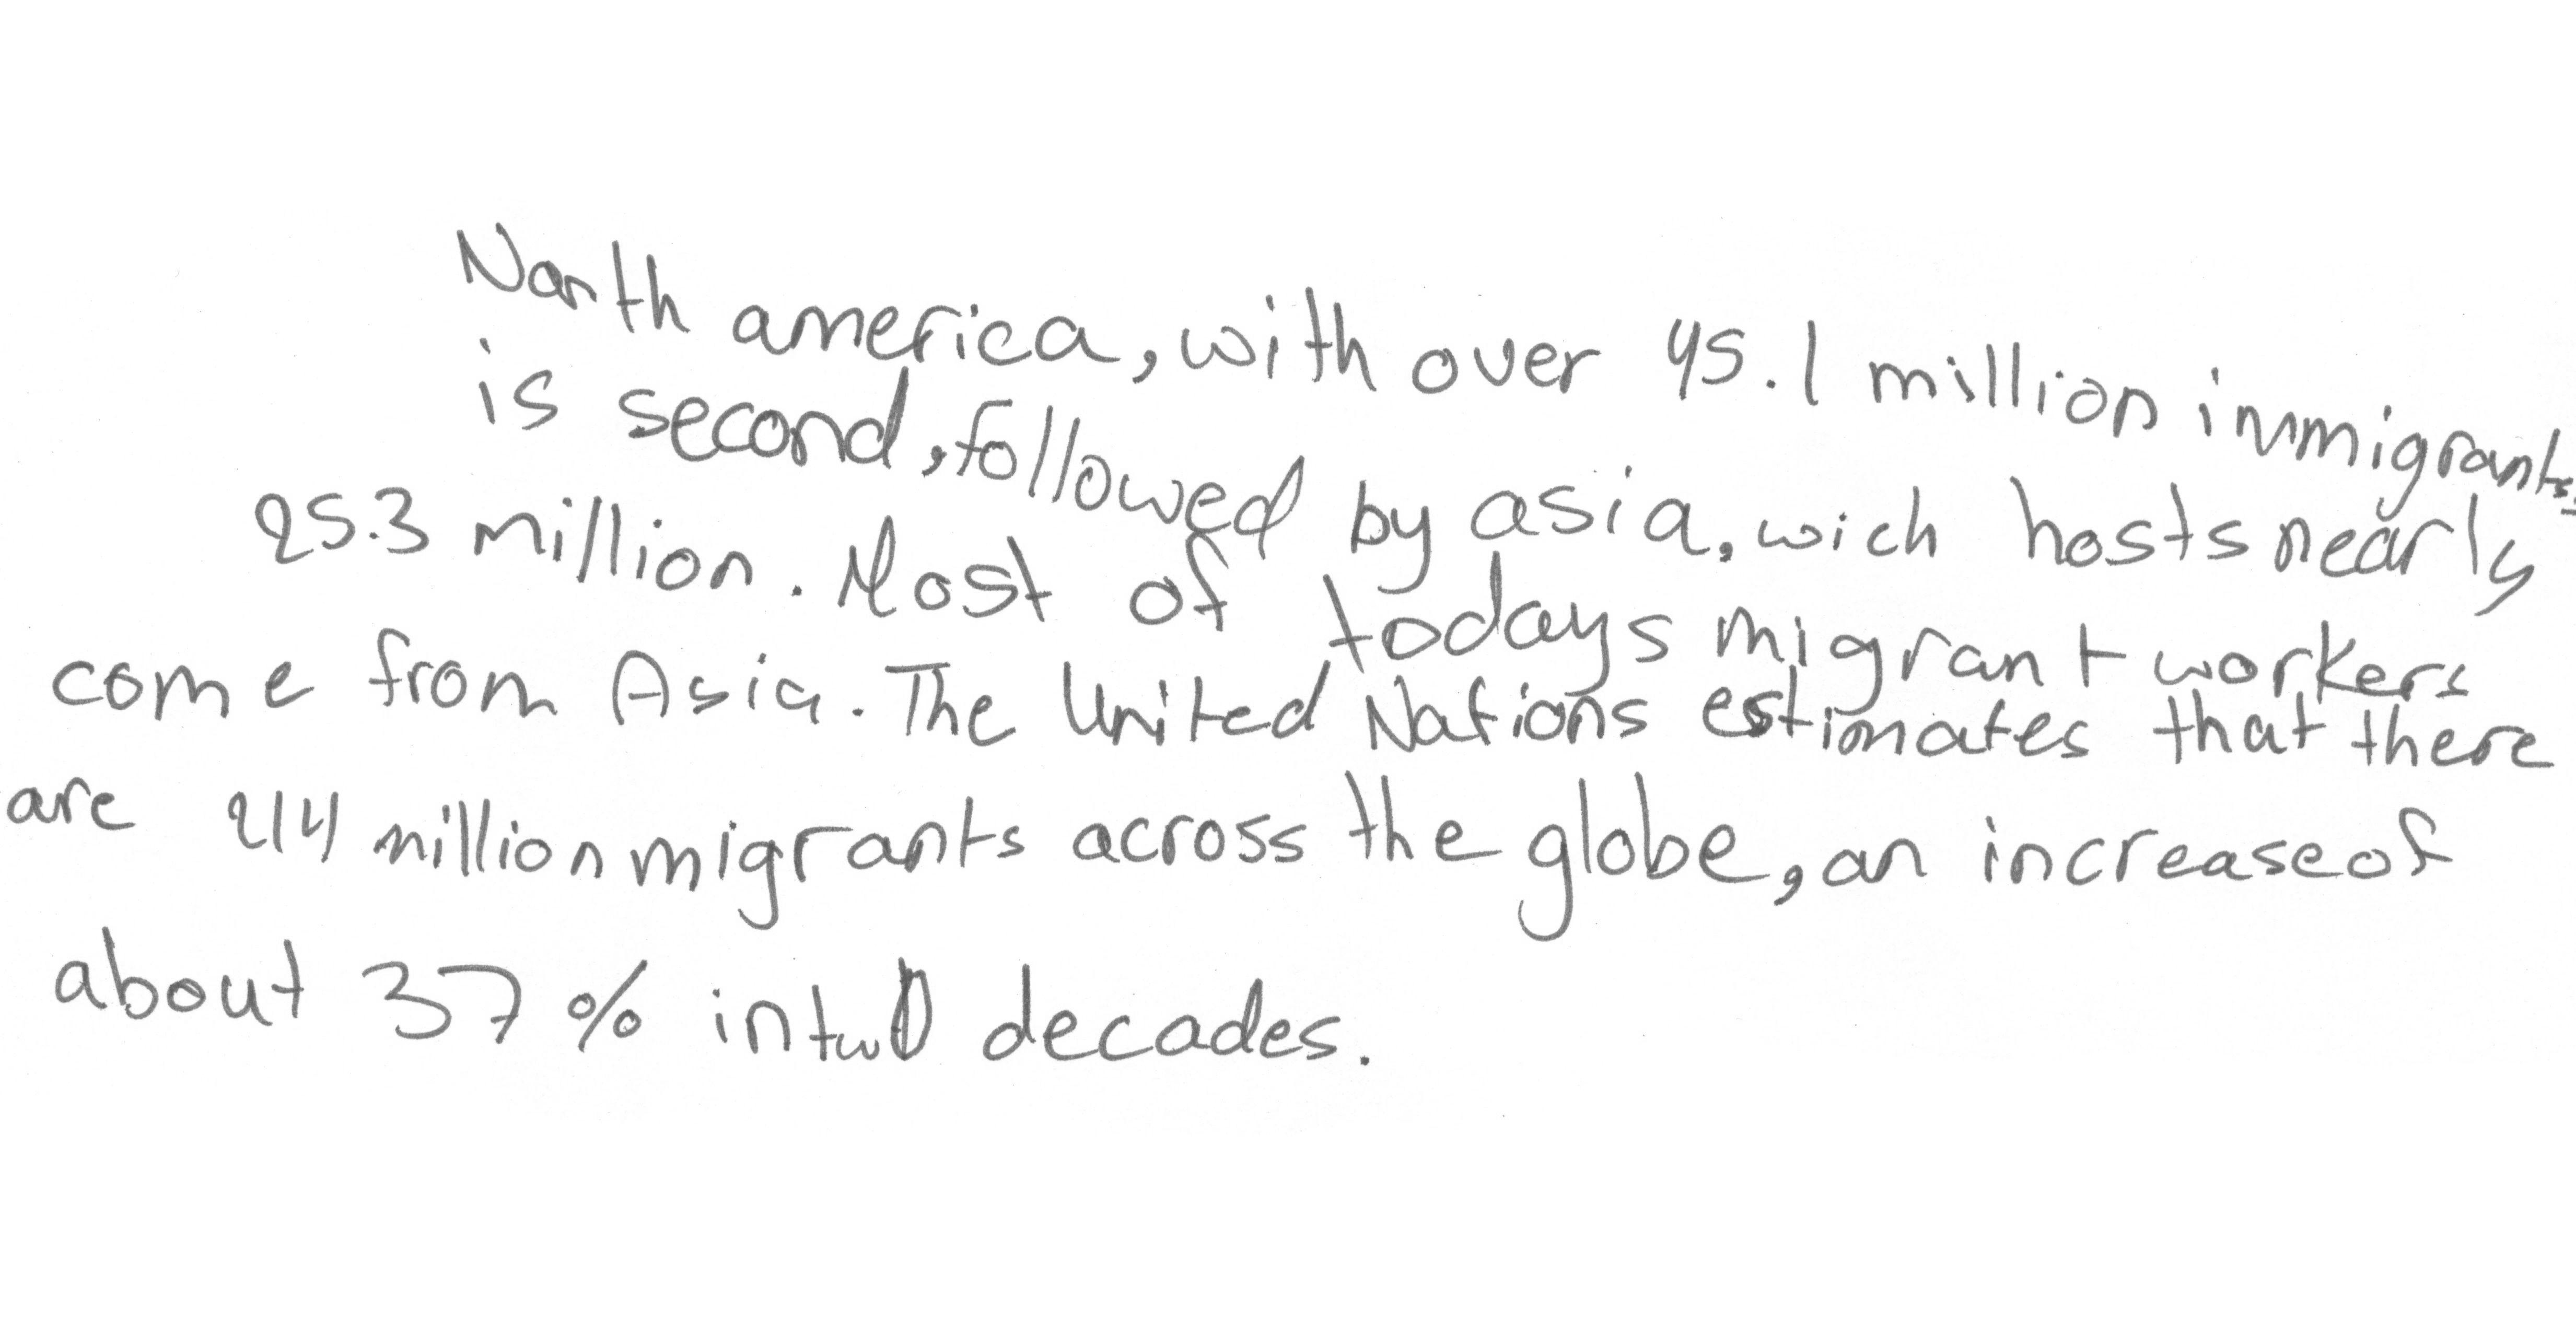 North america, with over 45.1 million inmigrants,
is second, followed by asia, wich hosts nearly
25.3 million. Most of todays migrant workers
come from Asia. The United Nations estimates that there
are 214 million migrants across the globe, an increase of
about 37% in two decades.